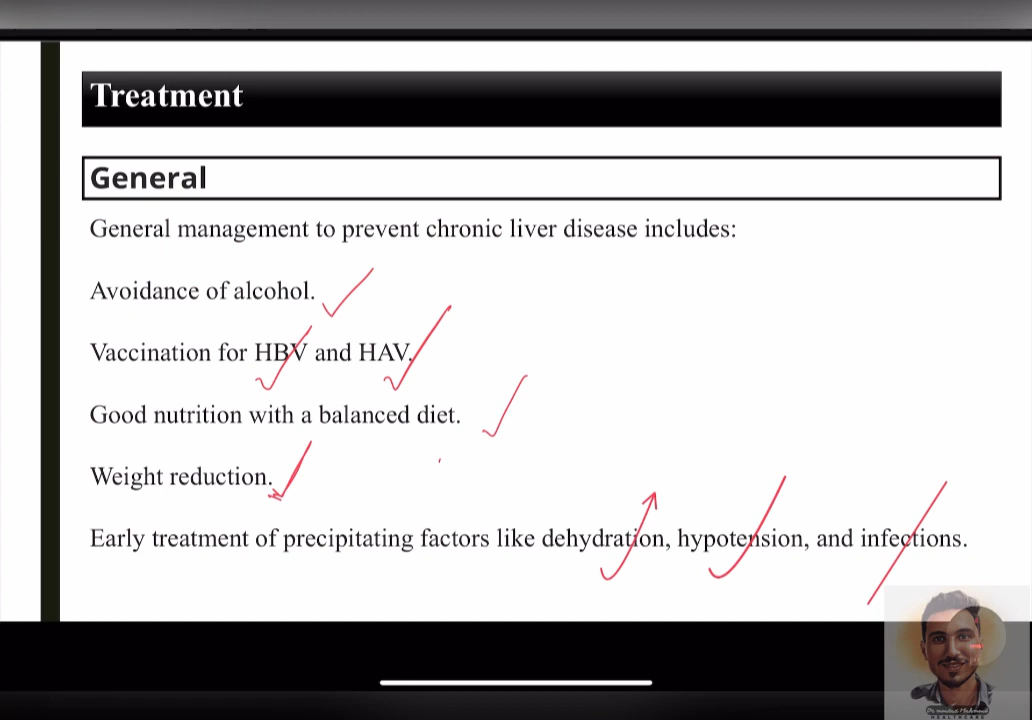 Treatment
General
General management to prevent chronic liver disease includes:
Avoidance of alcohol.
Vaccination for HBV and HAV.
Good nutrition with a balanced diet.
Weight reduction.
Early treatment of precipitating factors like dehydration, hypotension, and infections.
HEALTHCARE